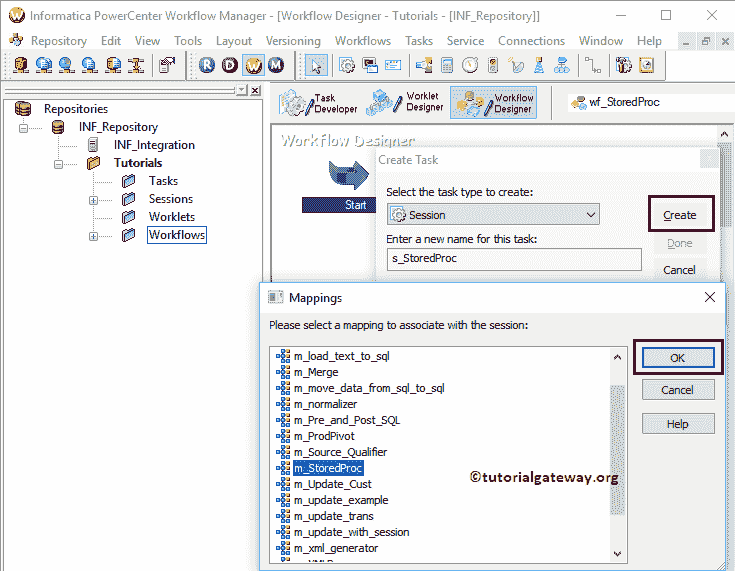 Informatica PowerCenter Workflow Manager - [Workflow Designer - Tutorials - [INF_Repository]]
Repository Edit View Tools Layout Versioning Workflows Tasks Service Connections Window Help
R D W M
Repositories
INF_Repository
INF_Integration
Tutorials
Tasks
Sessions
Worklets
Workflows
Task Developer
Worklet Designer
Workflow Designer
wf_StoredProc
Workflow Designer
Start
Create Task
Select the task type to create:
Session
Create
Enter a new name for this task:
Done
s_StoredProc
Cancel
Mappings
Please select a mapping to associate with the session:
m_load_text_to_sql
m_Merge
m_move_data_from_sql_to_sql
m_normalizer
m_Pre_and_Post_SQL
m_ProdPivot
m_Source_Qualifier
m_StoredProc
m_Update_Cust
m_update_example
m_update_trans
m_update_with_session
m_xml_generator
OK
Cancel
Help
©tutorialgateway.org